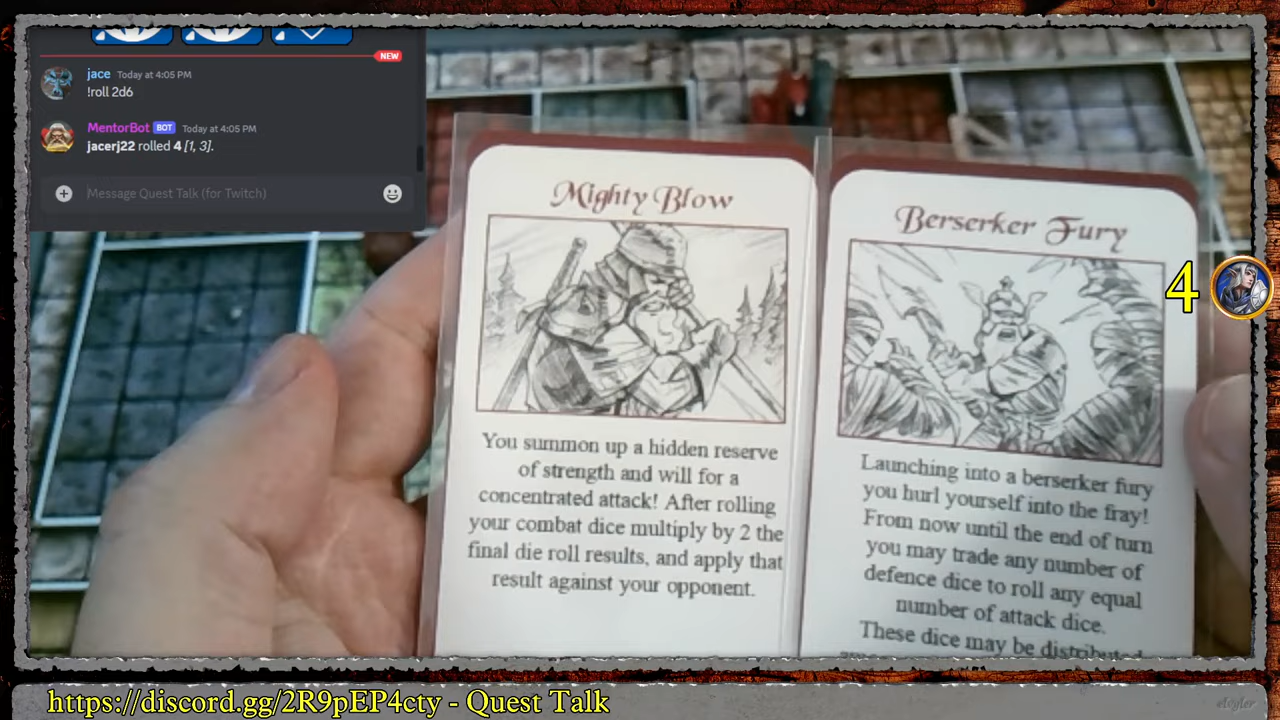 NEW
jace Today at 4:05 PM
!roll 2d6
MentorBot BOT Today at 4:05 PM
jacerj22 rolled 4 [1, 3].
Message Quest Talk (for Twitch)
Mighty Blow
You summon up a hidden reserve
of strength and will for a
concentrated attack! After rolling
your combat dice multiply by 2 the
final die roll results, and apply that
result against your opponent.
Berserker Fury
Launching into a berserker fury
you hurl yourself into the fray!
From now until the end of turn
you may trade any number of
defence dice to roll any equal
number of attack dice.
These dice may be distributed
4
https://discord.gg/2R9pEP4cty - Quest Talk